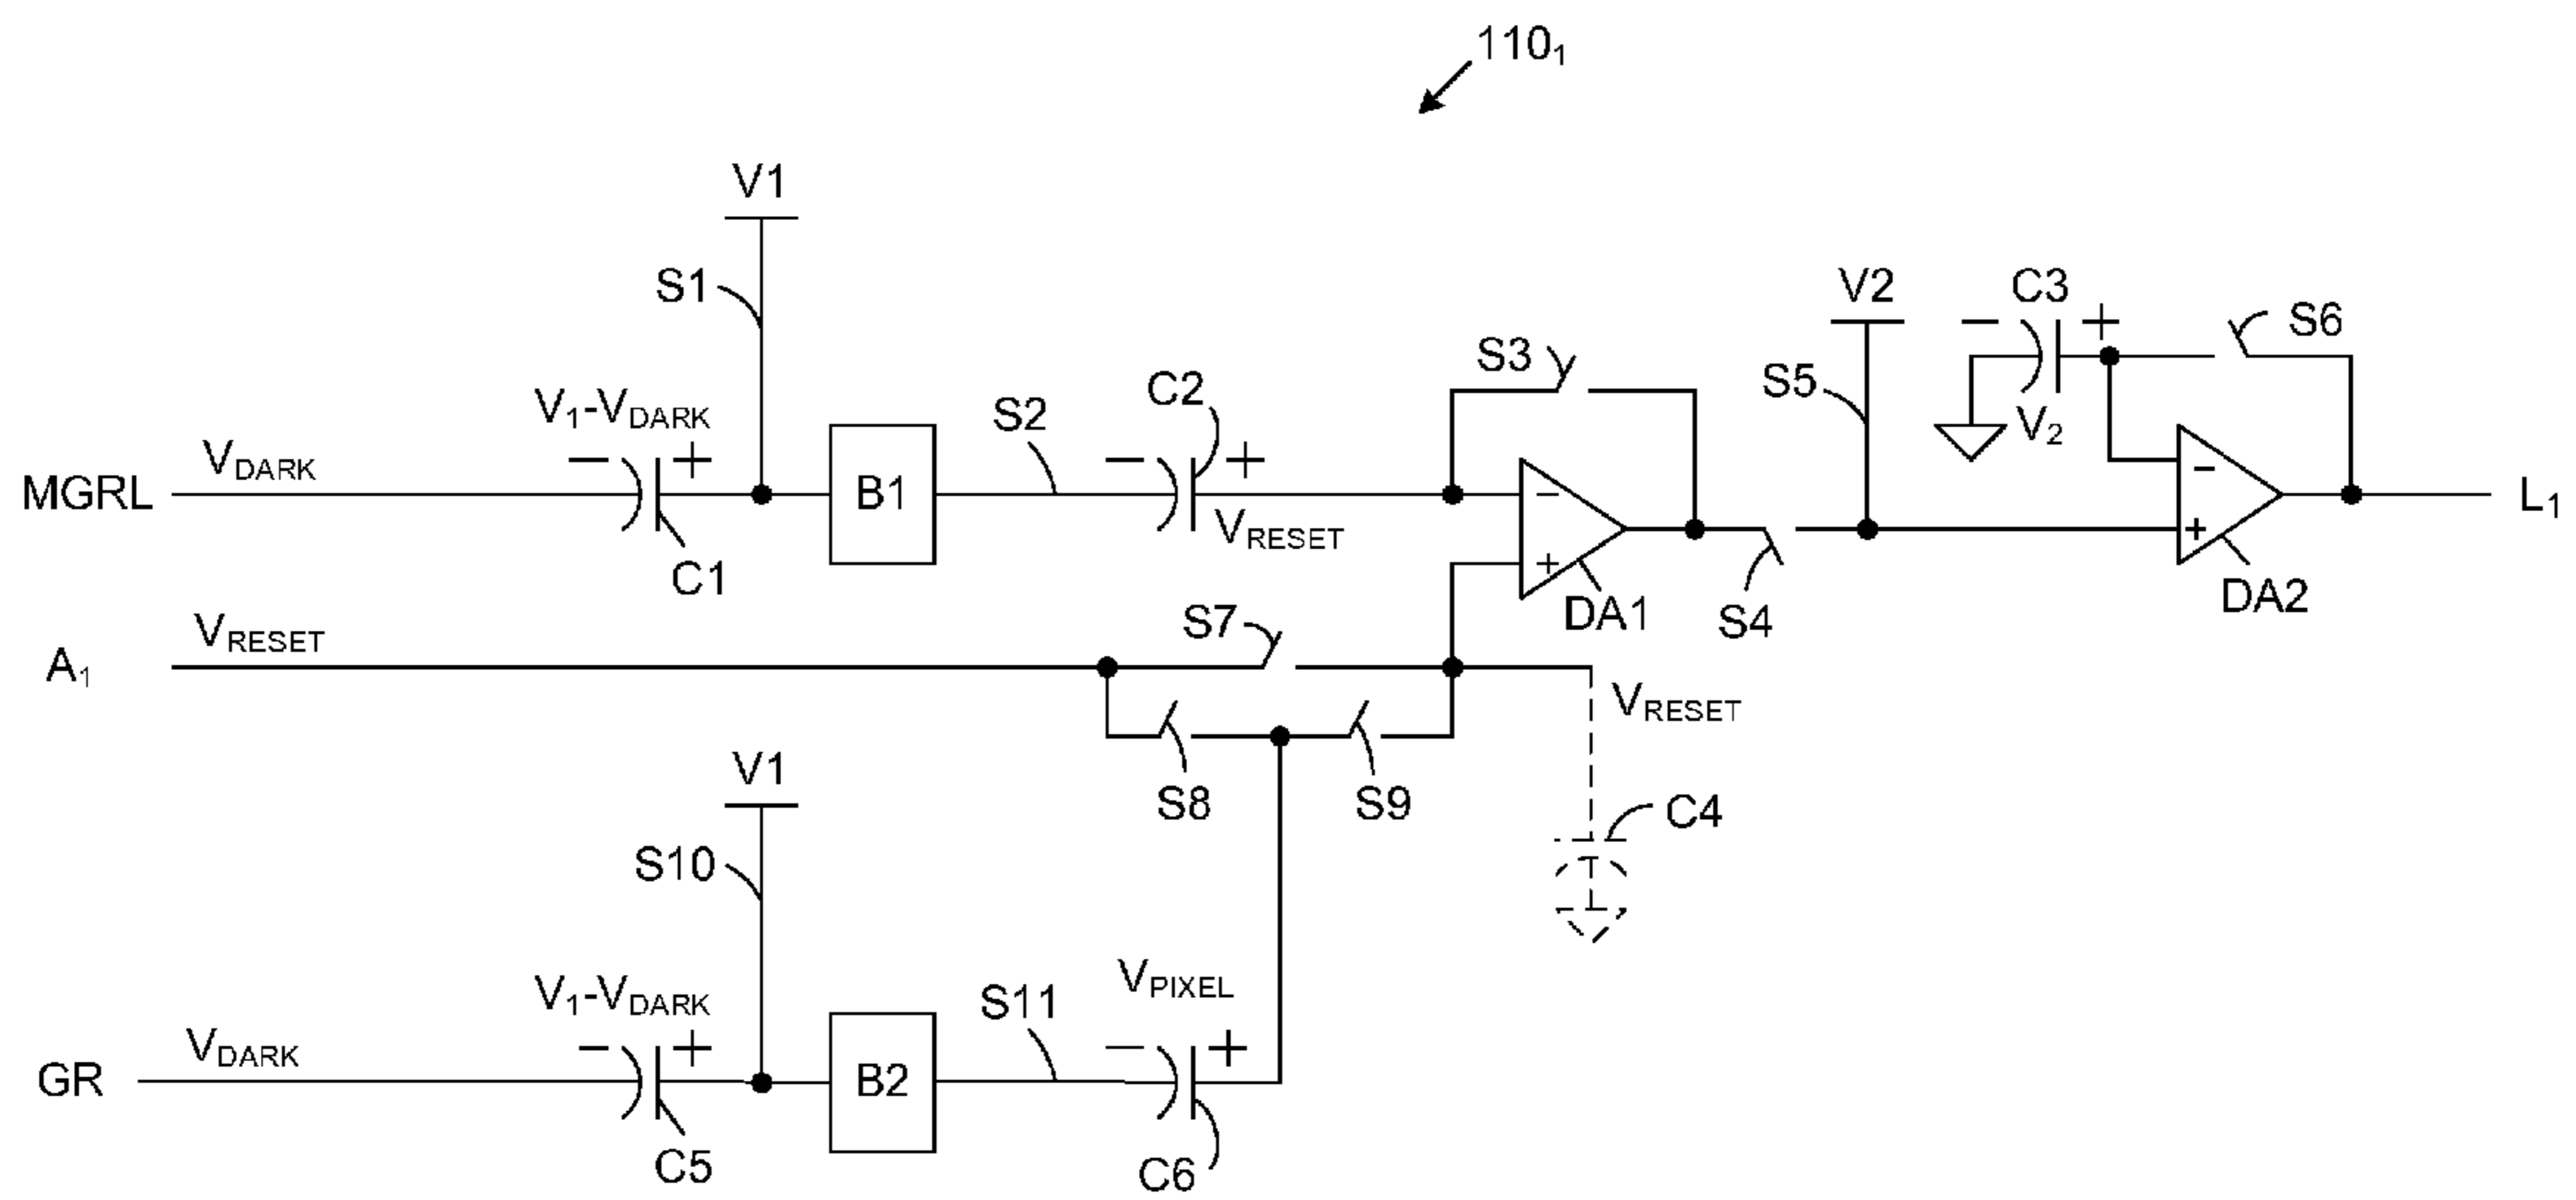 110₁
V1
S1
V2
C3
− +
S6
S3
C2
S5
V₁-V_DARK
S2
V₂
V_DARK
− +
− +
−
MGRL
B1
−
L₁
V_RESET
+
+
C1
DA1
S4
DA2
V_RESET
S7
A₁
V_RESET
V1
S8
S9
C4
S10
V₁-V_DARK
V_PIXEL
S11
V_DARK
− +
− +
GR
B2
C5
C6